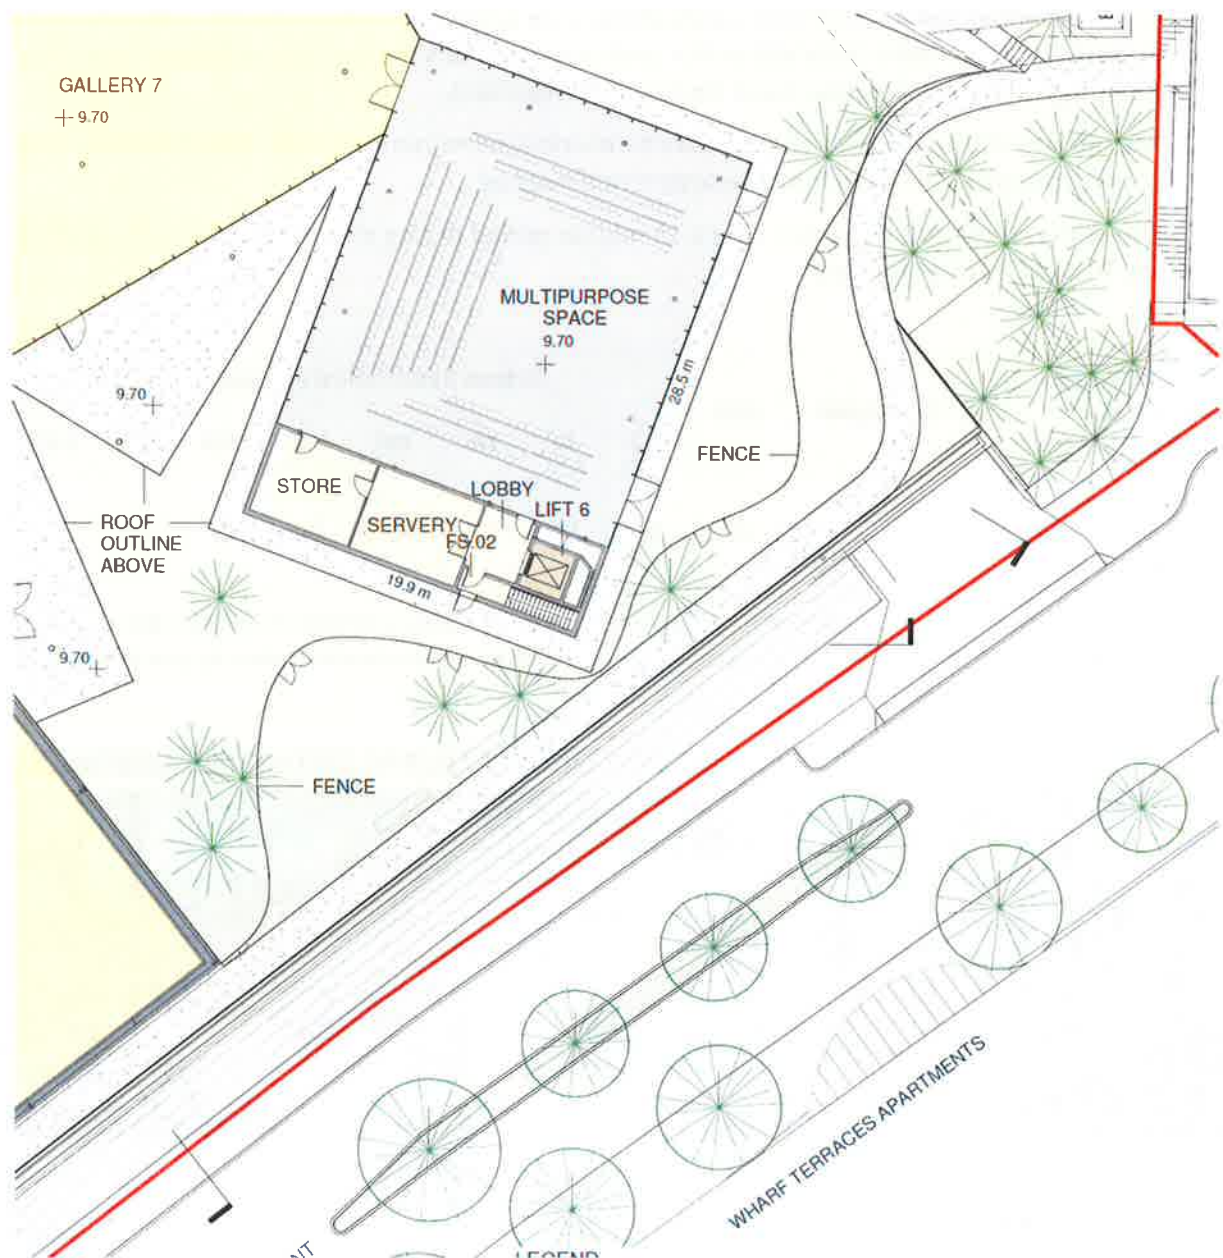 GALLERY 7
9.70
MULTIPURPOSE
SPACE
9.70
28.5 m
9.70
FENCE
STORE
LOBBY
LIFT 6
SERVERY
FS 02
ROOF
OUTLINE
ABOVE
19.9 m
9.70
FENCE
WHARF TERRACES APARTMENTS
NT
LEGEND